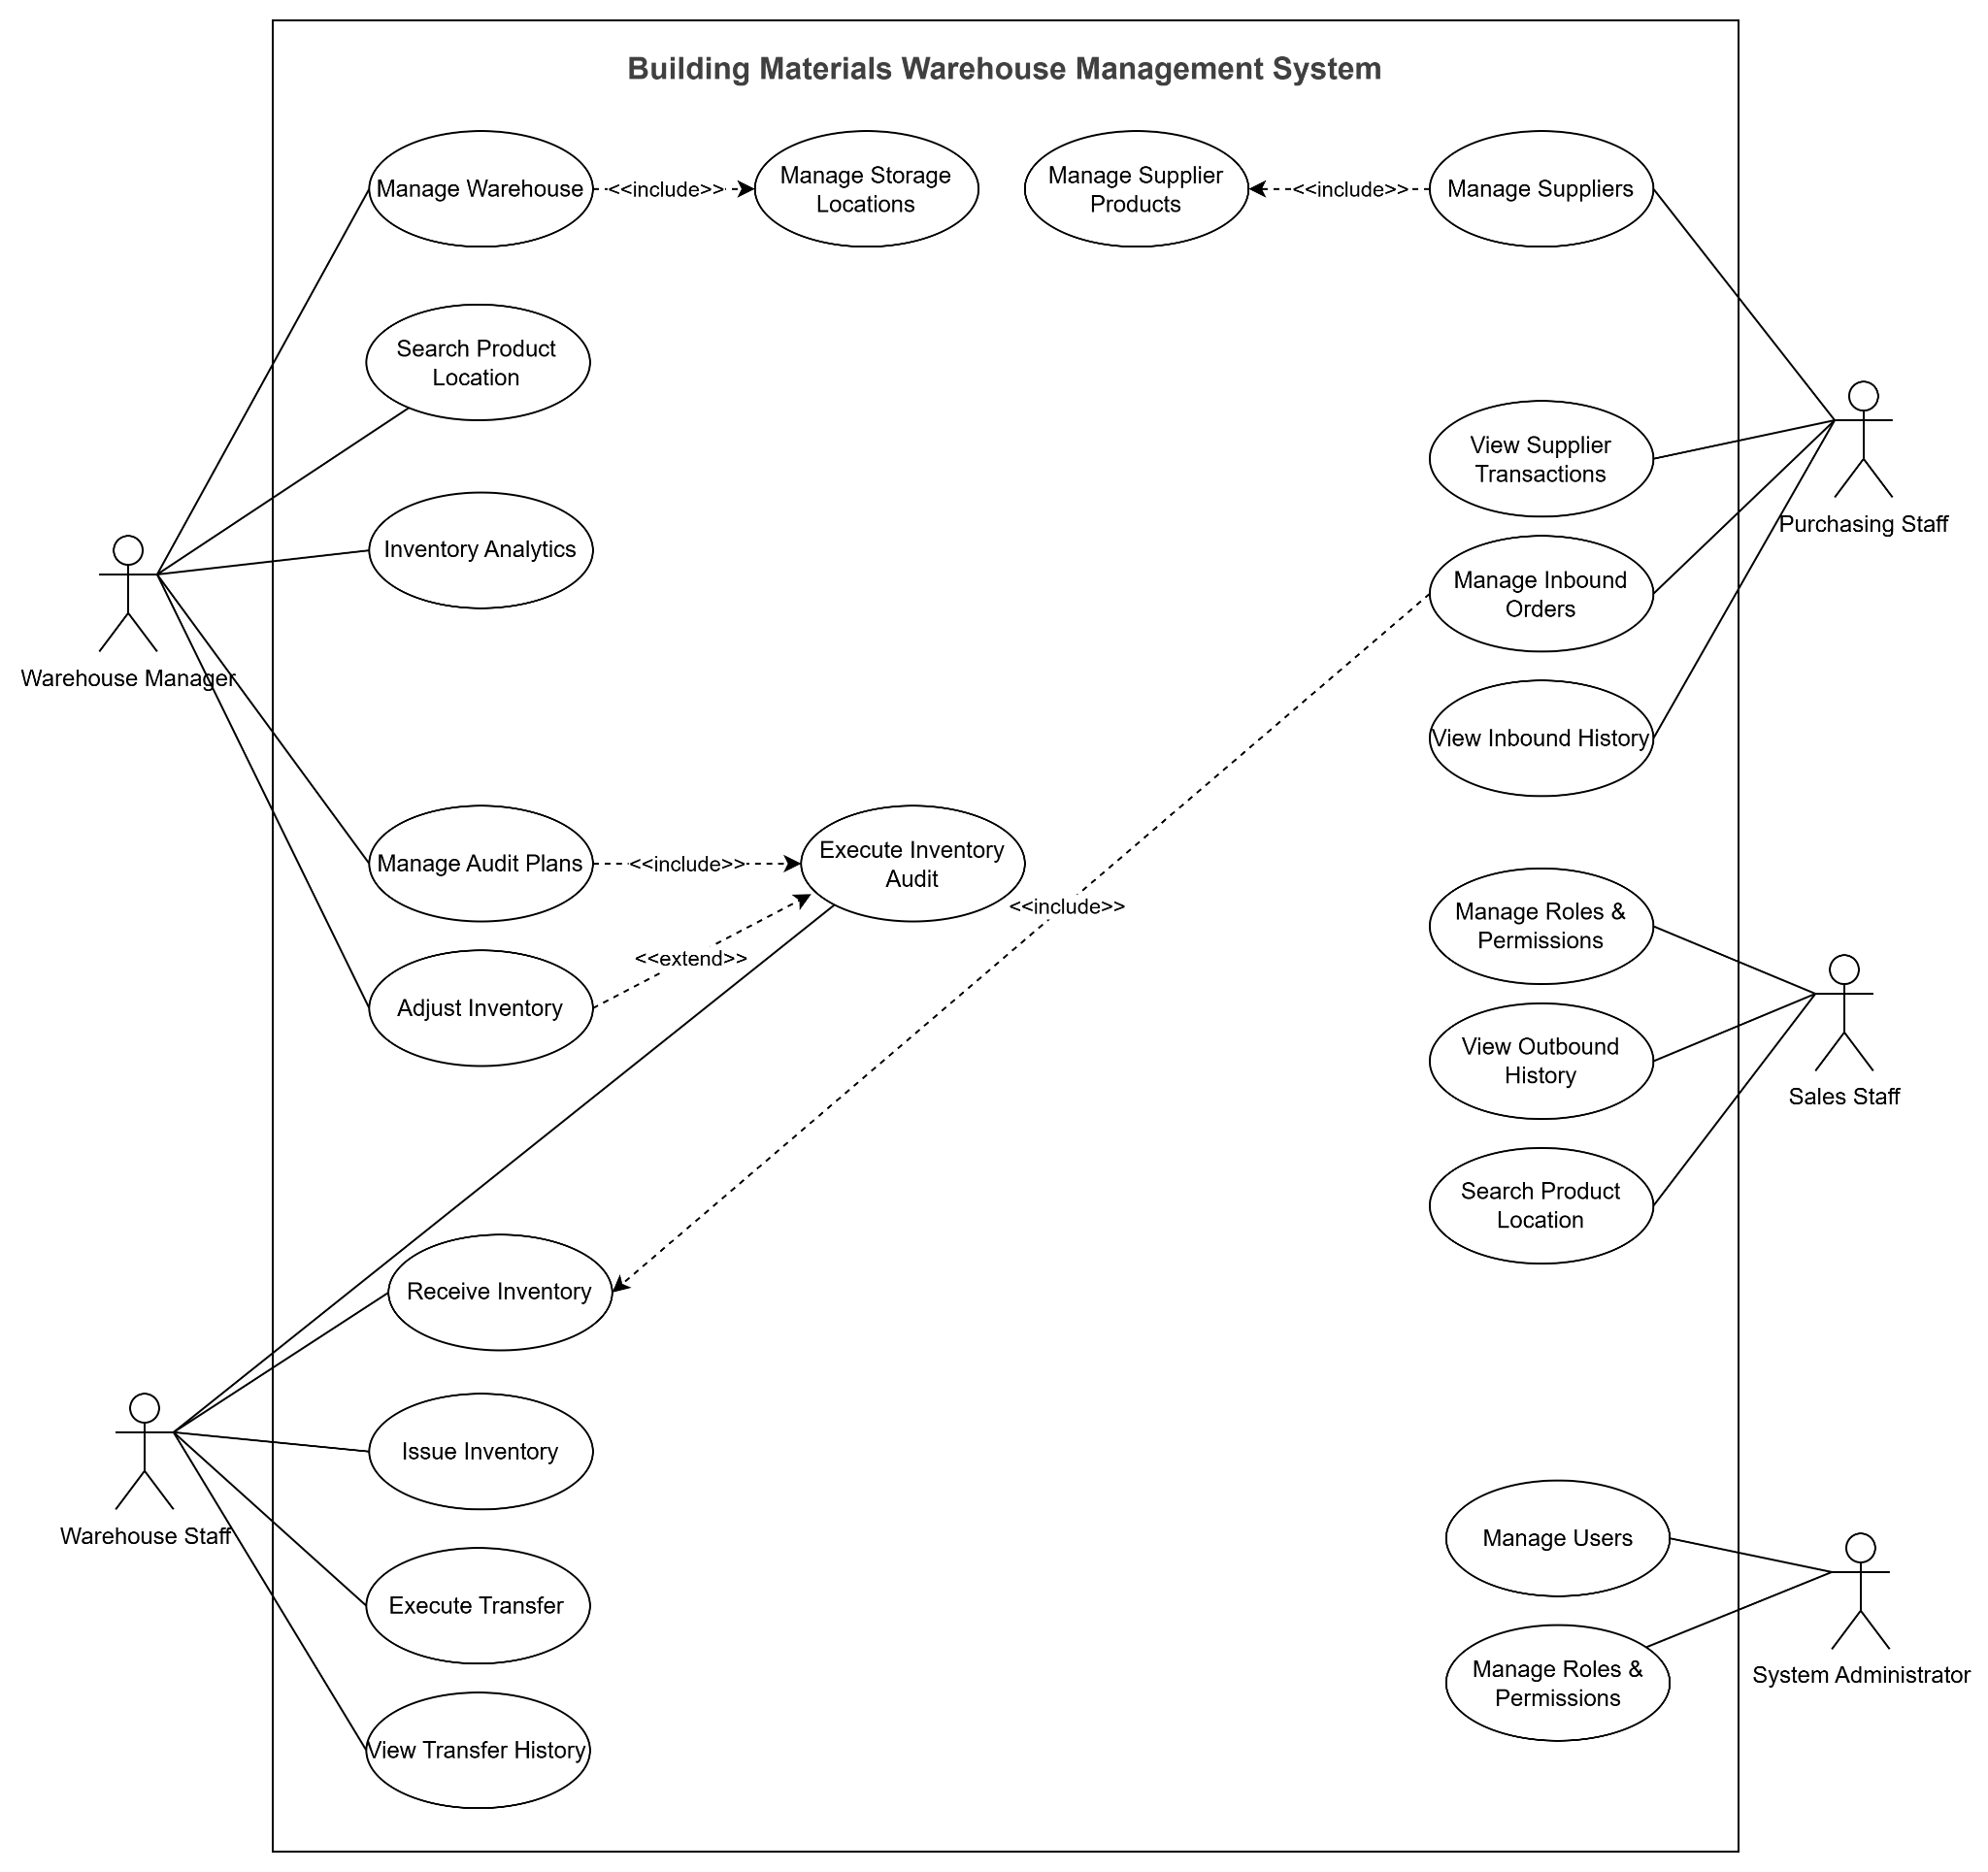 Building Materials Warehouse Management System
Manage Warehouse
<<include>>
Manage Storage
Locations
Manage Supplier
Products
<<include>>
Manage Suppliers
Search Product
Location
View Supplier
Transactions
Purchasing Staff
Inventory Analytics
Manage Inbound
Orders
Warehouse Manager
View Inbound History
Manage Audit Plans
<<include>>
Execute Inventory
Audit
<<include>>
Manage Roles &
Permissions
<<extend>>
Adjust Inventory
View Outbound
History
Sales Staff
Search Product
Location
Receive Inventory
Issue Inventory
Warehouse Staff
Manage Users
Execute Transfer
Manage Roles &
Permissions
System Administrator
View Transfer History